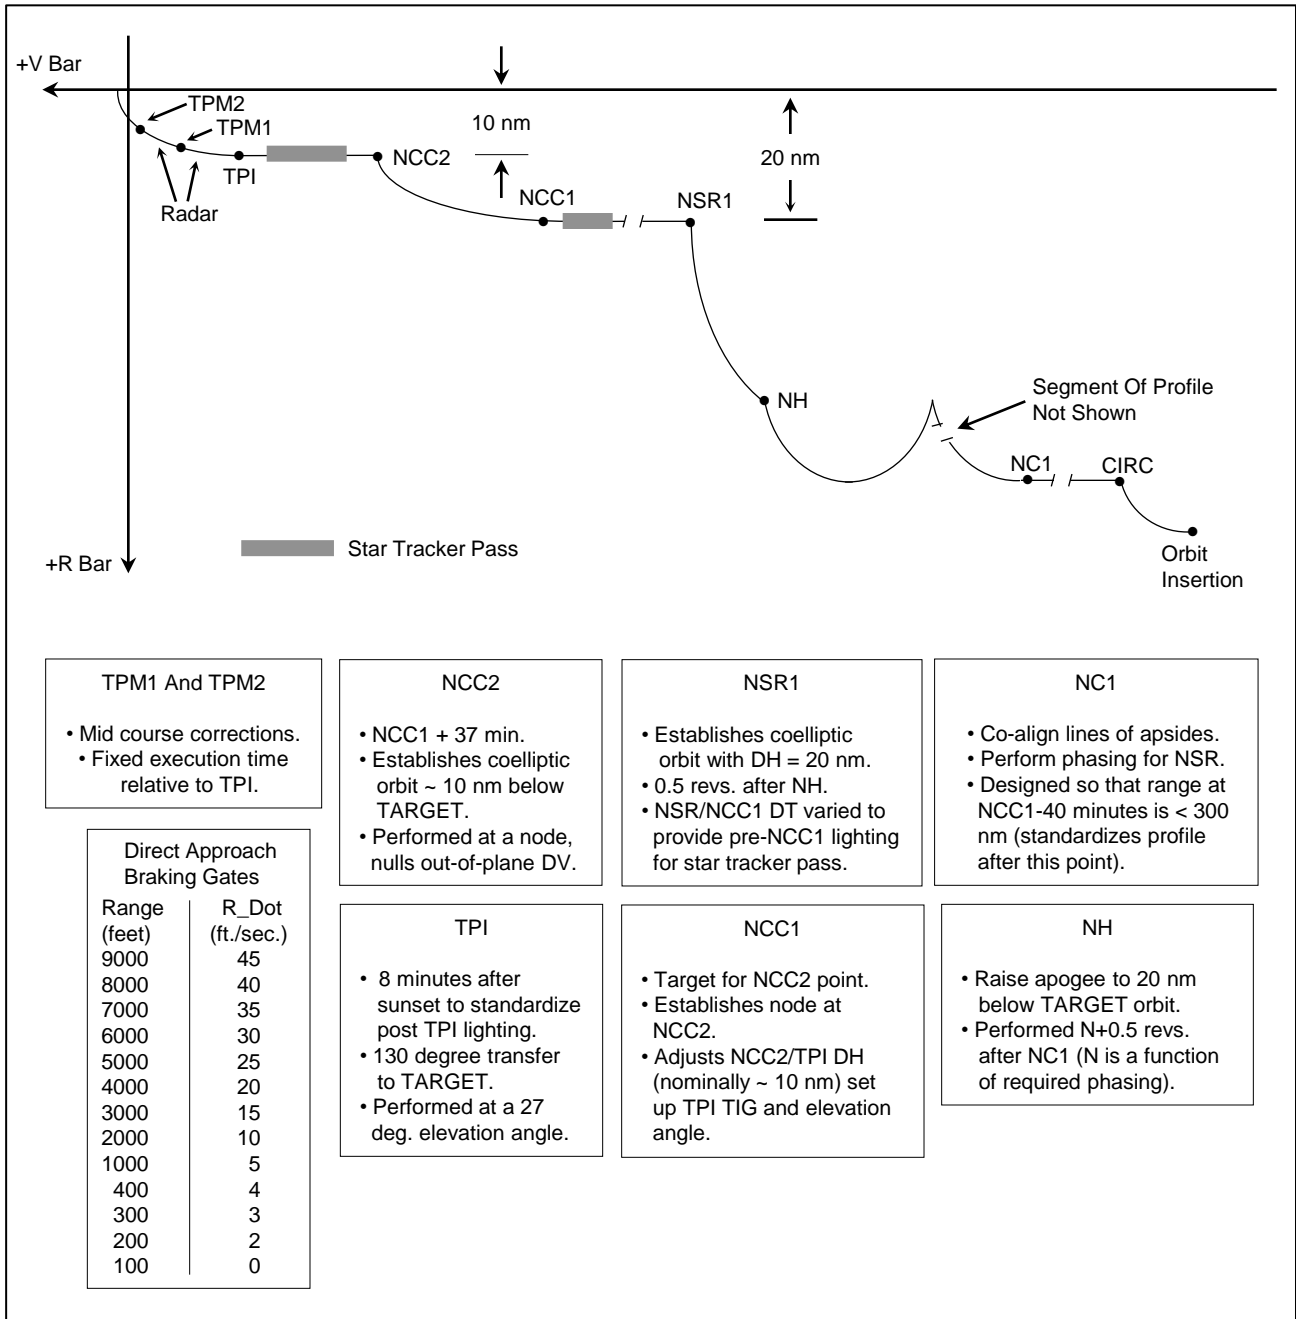 +V Bar
TPM2
TPM1
10 nm
20 nm
NCC2
TPI
Radar
NCC1
NSR1
NH
Segment Of Profile
Not Shown
NC1
CIRC
Star Tracker Pass
+R Bar
Orbit
Insertion
TPM1 And TPM2
• Mid course corrections.
• Fixed execution time
relative to TPI.
NCC2
• NCC1 + 37 min.
• Establishes coelliptic
orbit ~ 10 nm below
TARGET.
• Performed at a node,
nulls out-of-plane DV.
NSR1
• Establishes coelliptic
orbit with DH = 20 nm.
• 0.5 revs. after NH.
• NSR/NCC1 DT varied to
provide pre-NCC1 lighting
for star tracker pass.
NC1
• Co-align lines of apsides.
• Perform phasing for NSR.
• Designed so that range at
NCC1-40 minutes is < 300
nm (standardizes profile
after this point).
Direct Approach
Braking Gates
Range R_Dot
(feet) (ft./sec.)
9000 45
8000 40
7000 35
6000 30
5000 25
4000 20
3000 15
2000 10
1000 5
400 4
300 3
200 2
100 0
TPI
• 8 minutes after
sunset to standardize
post TPI lighting.
• 130 degree transfer
to TARGET.
• Performed at a 27
deg. elevation angle.
NCC1
• Target for NCC2 point.
• Establishes node at
NCC2.
• Adjusts NCC2/TPI DH
(nominally ~ 10 nm) set
up TPI TIG and elevation
angle.
NH
• Raise apogee to 20 nm
below TARGET orbit.
• Performed N+0.5 revs.
after NC1 (N is a function
of required phasing).